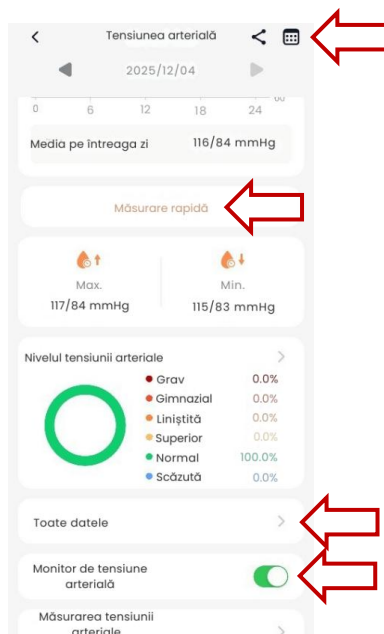 Tensiunea arterială
2025/12/04
0 6 12 18 24
Media pe întreaga zi 116/84 mmHg
Măsurare rapidă
Max. Min.
117/84 mmHg 115/83 mmHg
Nivelul tensiunii arteriale
Grav 0.0%
Gimnazial 0.0%
Liniștită 0.0%
Superior 0.0%
Normal 100.0%
Scăzută 0.0%
Toate datele
Monitor de tensiune
arterială
Măsurarea tensiunii
arteriale